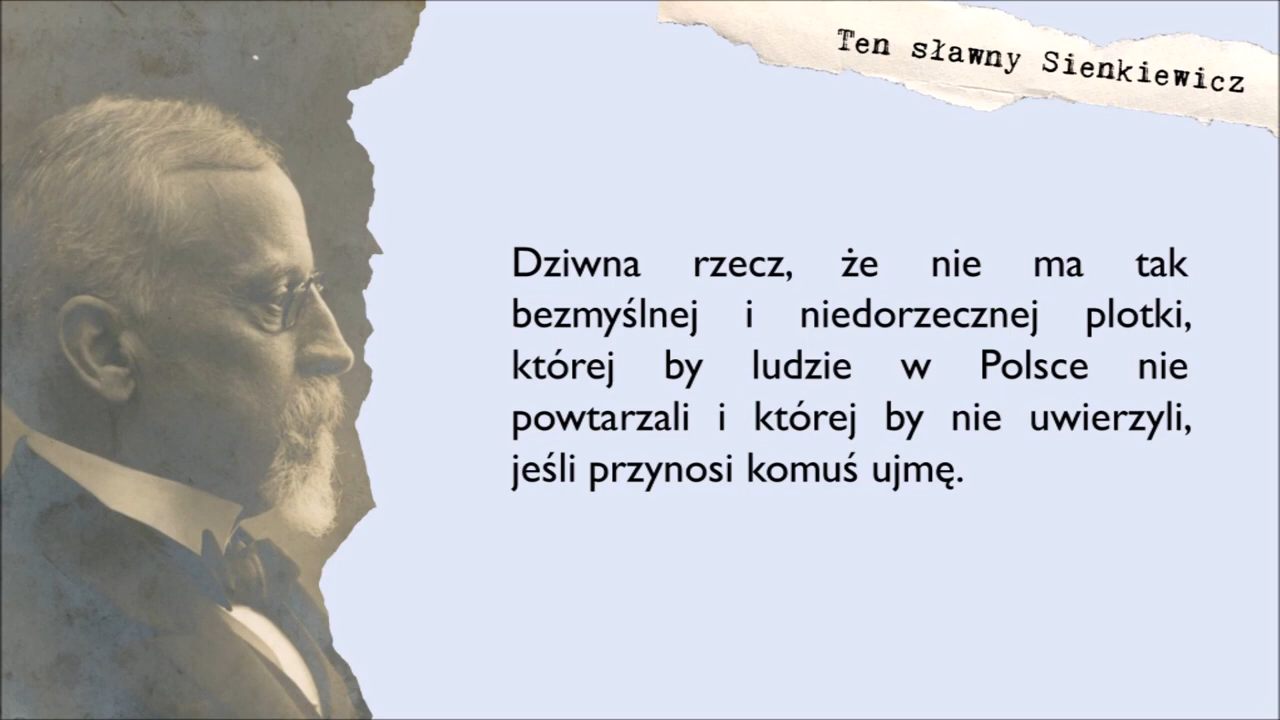 Ten sławny Sienkiewicz
Dziwna rzecz, że nie ma tak
bezmyślnej i niedorzecznej plotki,
której by ludzie w Polsce nie
powtarzali i której by nie uwierzyli,
jeśli przynosi komuś ujmę.